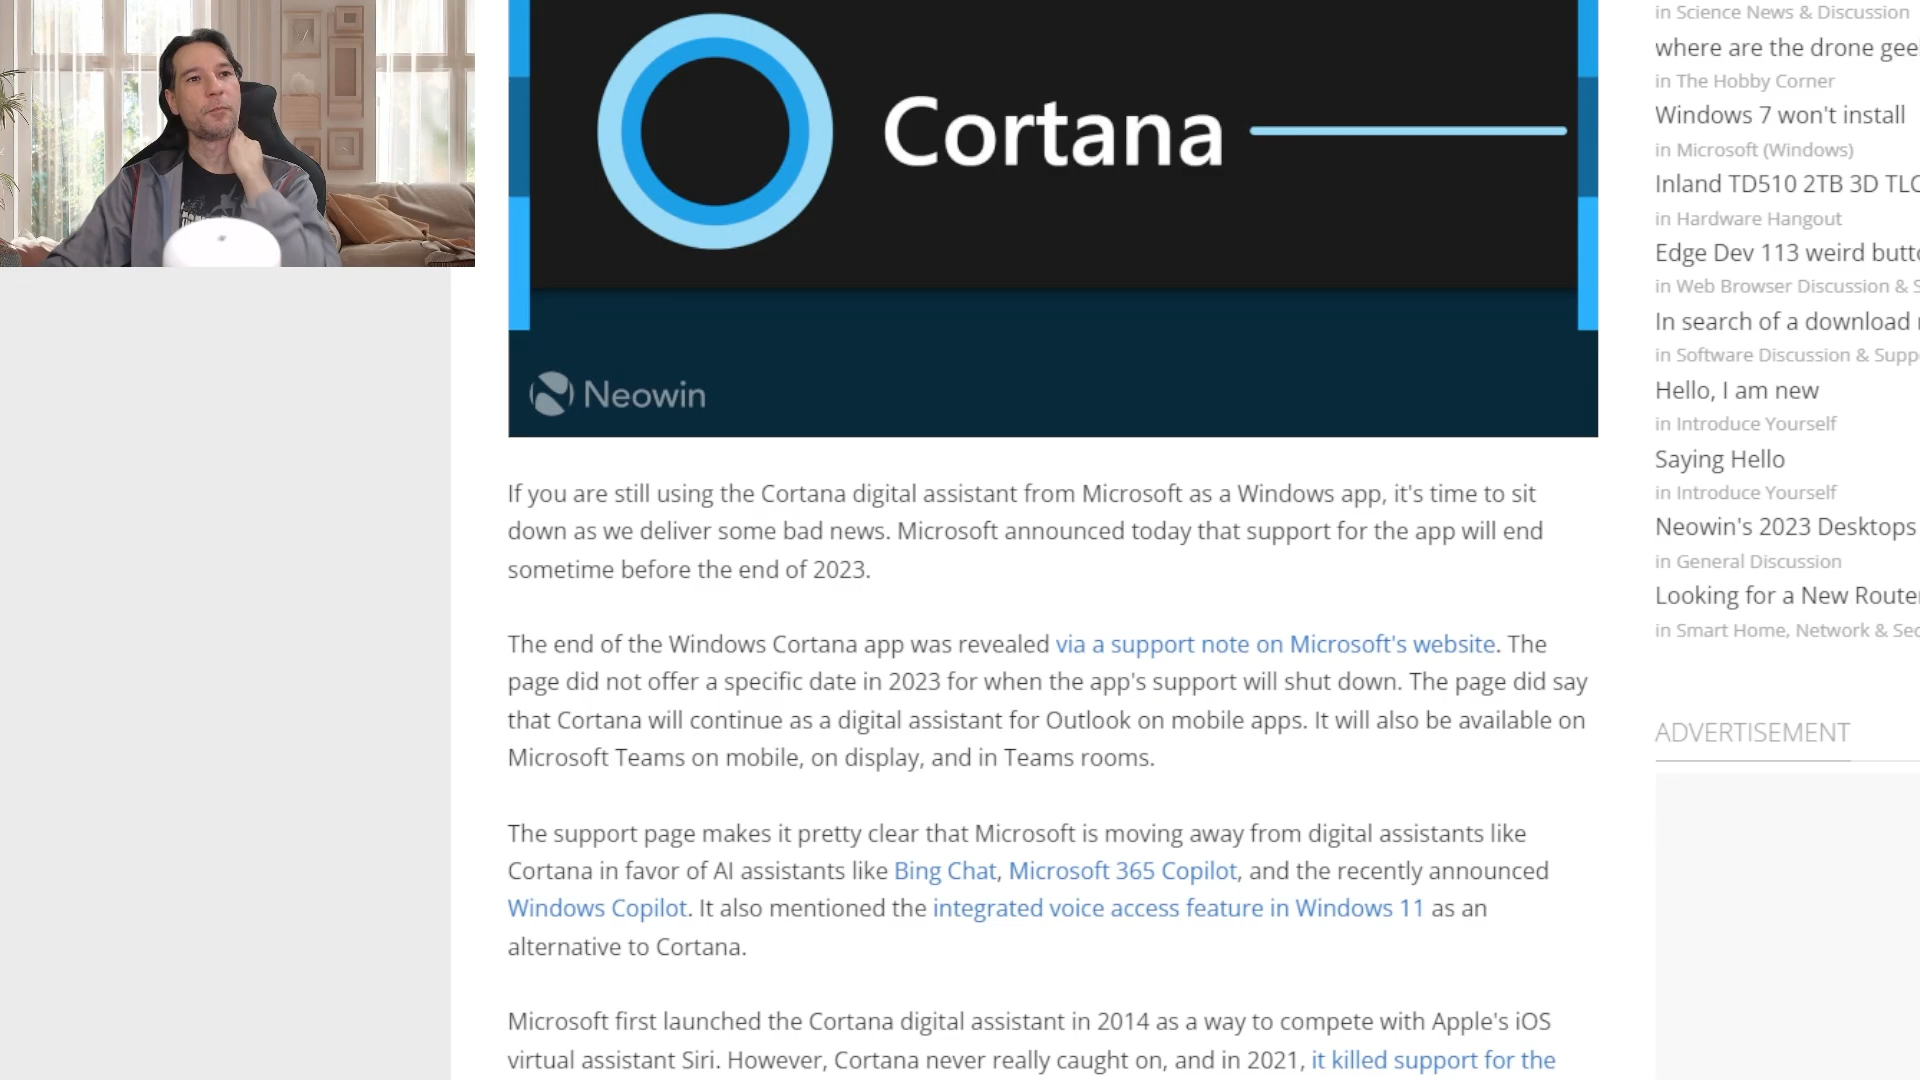 Cortana
Neowin
If you are still using the Cortana digital assistant from Microsoft as a Windows app, it's time to sit
down as we deliver some bad news. Microsoft announced today that support for the app will end
sometime before the end of 2023.
The end of the Windows Cortana app was revealed via a support note on Microsoft's website. The
page did not offer a specific date in 2023 for when the app's support will shut down. The page did say
that Cortana will continue as a digital assistant for Outlook on mobile apps. It will also be available on
Microsoft Teams on mobile, on display, and in Teams rooms.
The support page makes it pretty clear that Microsoft is moving away from digital assistants like
Cortana in favor of AI assistants like Bing Chat, Microsoft 365 Copilot, and the recently announced
Windows Copilot. It also mentioned the integrated voice access feature in Windows 11 as an
alternative to Cortana.
Microsoft first launched the Cortana digital assistant in 2014 as a way to compete with Apple's iOS
virtual assistant Siri. However, Cortana never really caught on, and in 2021, it killed support for the
in Science News & Discussion
where are the drone gee
in The Hobby Corner
Windows 7 won't install
in Microsoft (Windows)
Inland TD510 2TB 3D TLC
in Hardware Hangout
Edge Dev 113 weird butt
in Web Browser Discussion & S
In search of a download
in Software Discussion & Supp
Hello, I am new
in Introduce Yourself
Saying Hello
in Introduce Yourself
Neowin's 2023 Desktops
in General Discussion
Looking for a New Router
in Smart Home, Network & Sec
ADVERTISEMENT